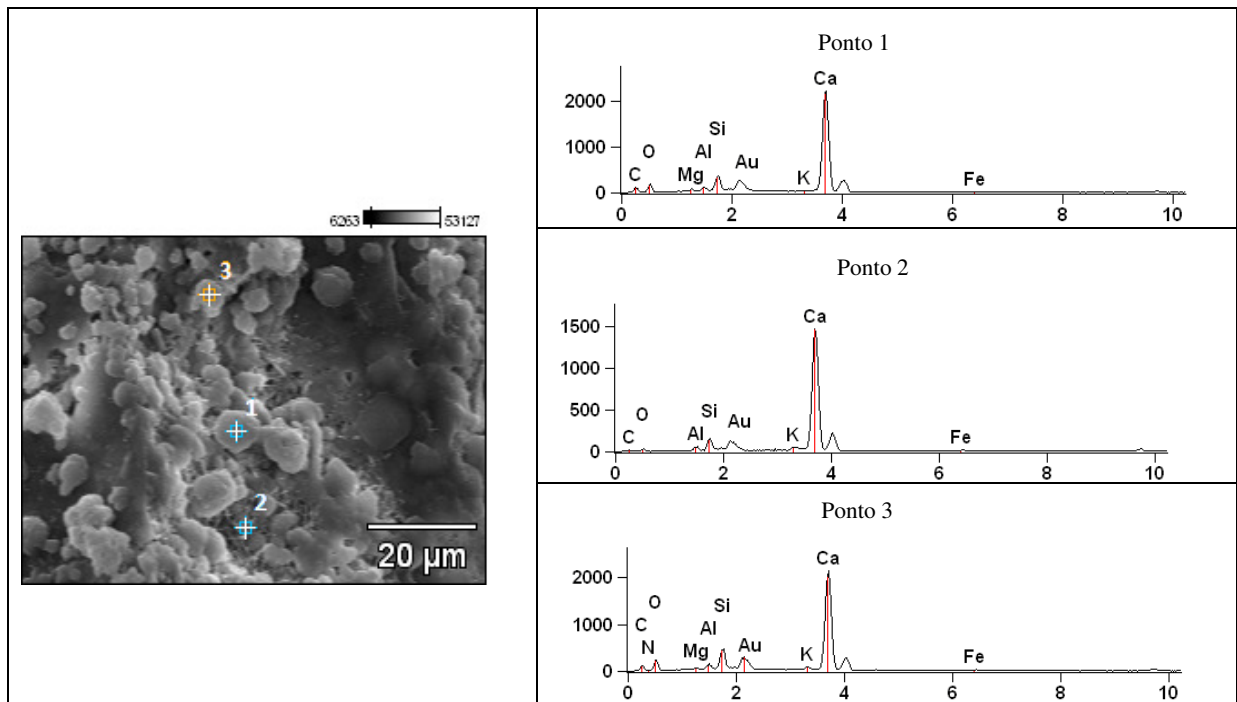 6263 53127
3
1
2
20 µm
Ponto 1
Ca
2000
1000
0
C O Mg Al Si Au K Fe
0 2 4 6 8 10
Ponto 2
Ca
1500
1000
500
0
C O Al Si Au K Fe
0 2 4 6 8 10
Ponto 3
Ca
2000
1000
0
C N O Mg Al Si Au K Fe
0 2 4 6 8 10